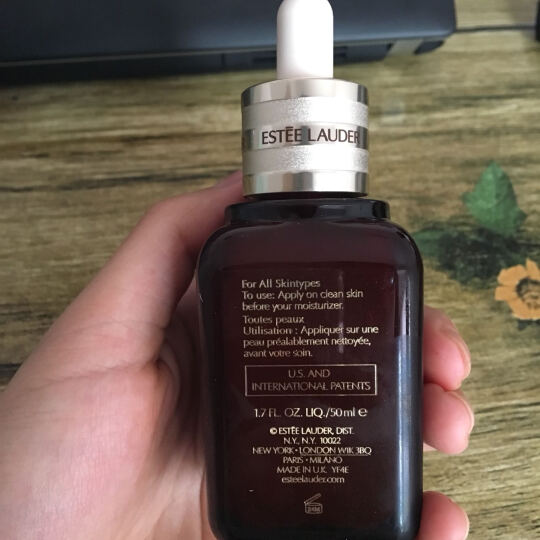 ESTĒE LAUDER
For All Skintypes
To use: Apply on clean skin
before your moisturizer.
Toutes peaux
Utilisation : Appliquer sur une
peau préalablement nettoyée,
avant votre soin.
U.S. AND
INTERNATIONAL PATENTS
1.7 FL. OZ. LIQ./50 ml e
© ESTĒE LAUDER, DIST.
N.Y., N.Y. 10022
NEW YORK • LONDON W1K 3BQ
PARIS • MILANO
MADE IN U.K. YF4E
esteelauder.com